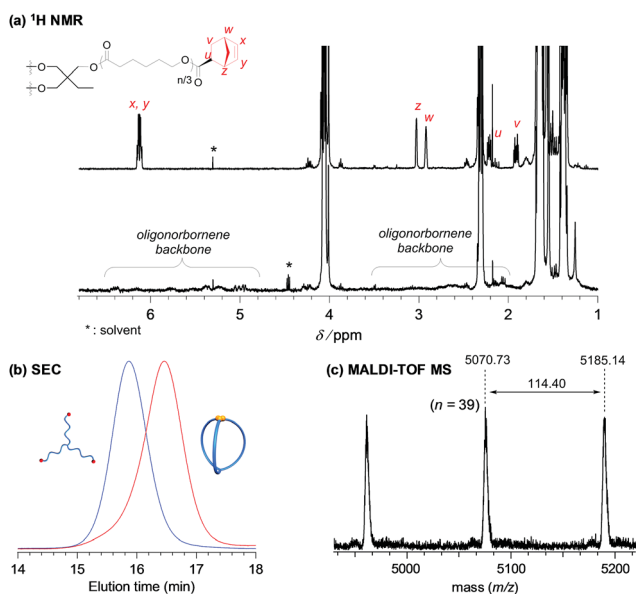 (a) ¹H NMR
O O O O O O
n/3
u v w x y z
x, y
*
z
w
u
v
oligonorbornene
backbone
oligonorbornene
backbone
*
6 5 4 3 2 1
* : solvent
δ / ppm
(b) SEC
14 15 16 17 18
Elution time (min)
(c) MALDI-TOF MS
5070.73 5185.14
114.40
(n = 39)
5000 5100 5200
mass (m/z)